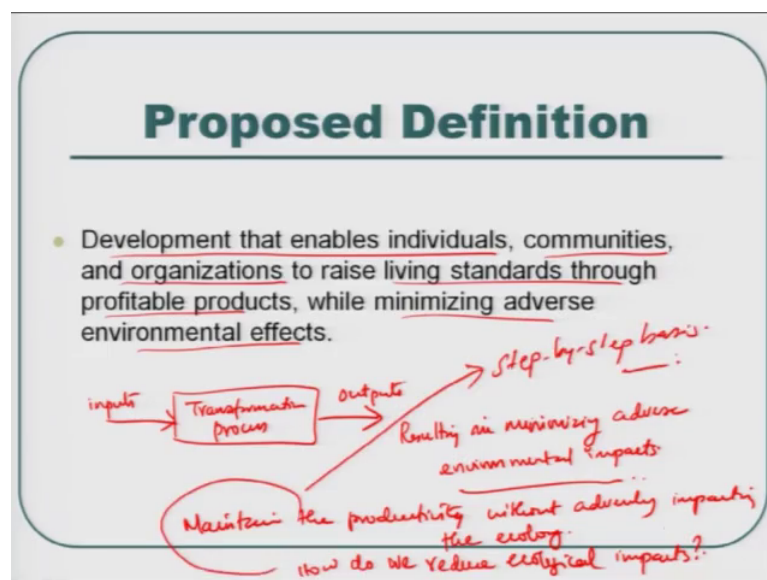 Proposed Definition
Development that enables individuals, communities,
and organizations to raise living standards through
profitable products, while minimizing adverse
environmental effects.
step-by-step basis.
inputs
Transformation
process
outputs
Resulting in minimizing adverse
environmental impacts
Maintain the productivity without adversely impacting
the ecology.
How do we reduce ecological impacts?